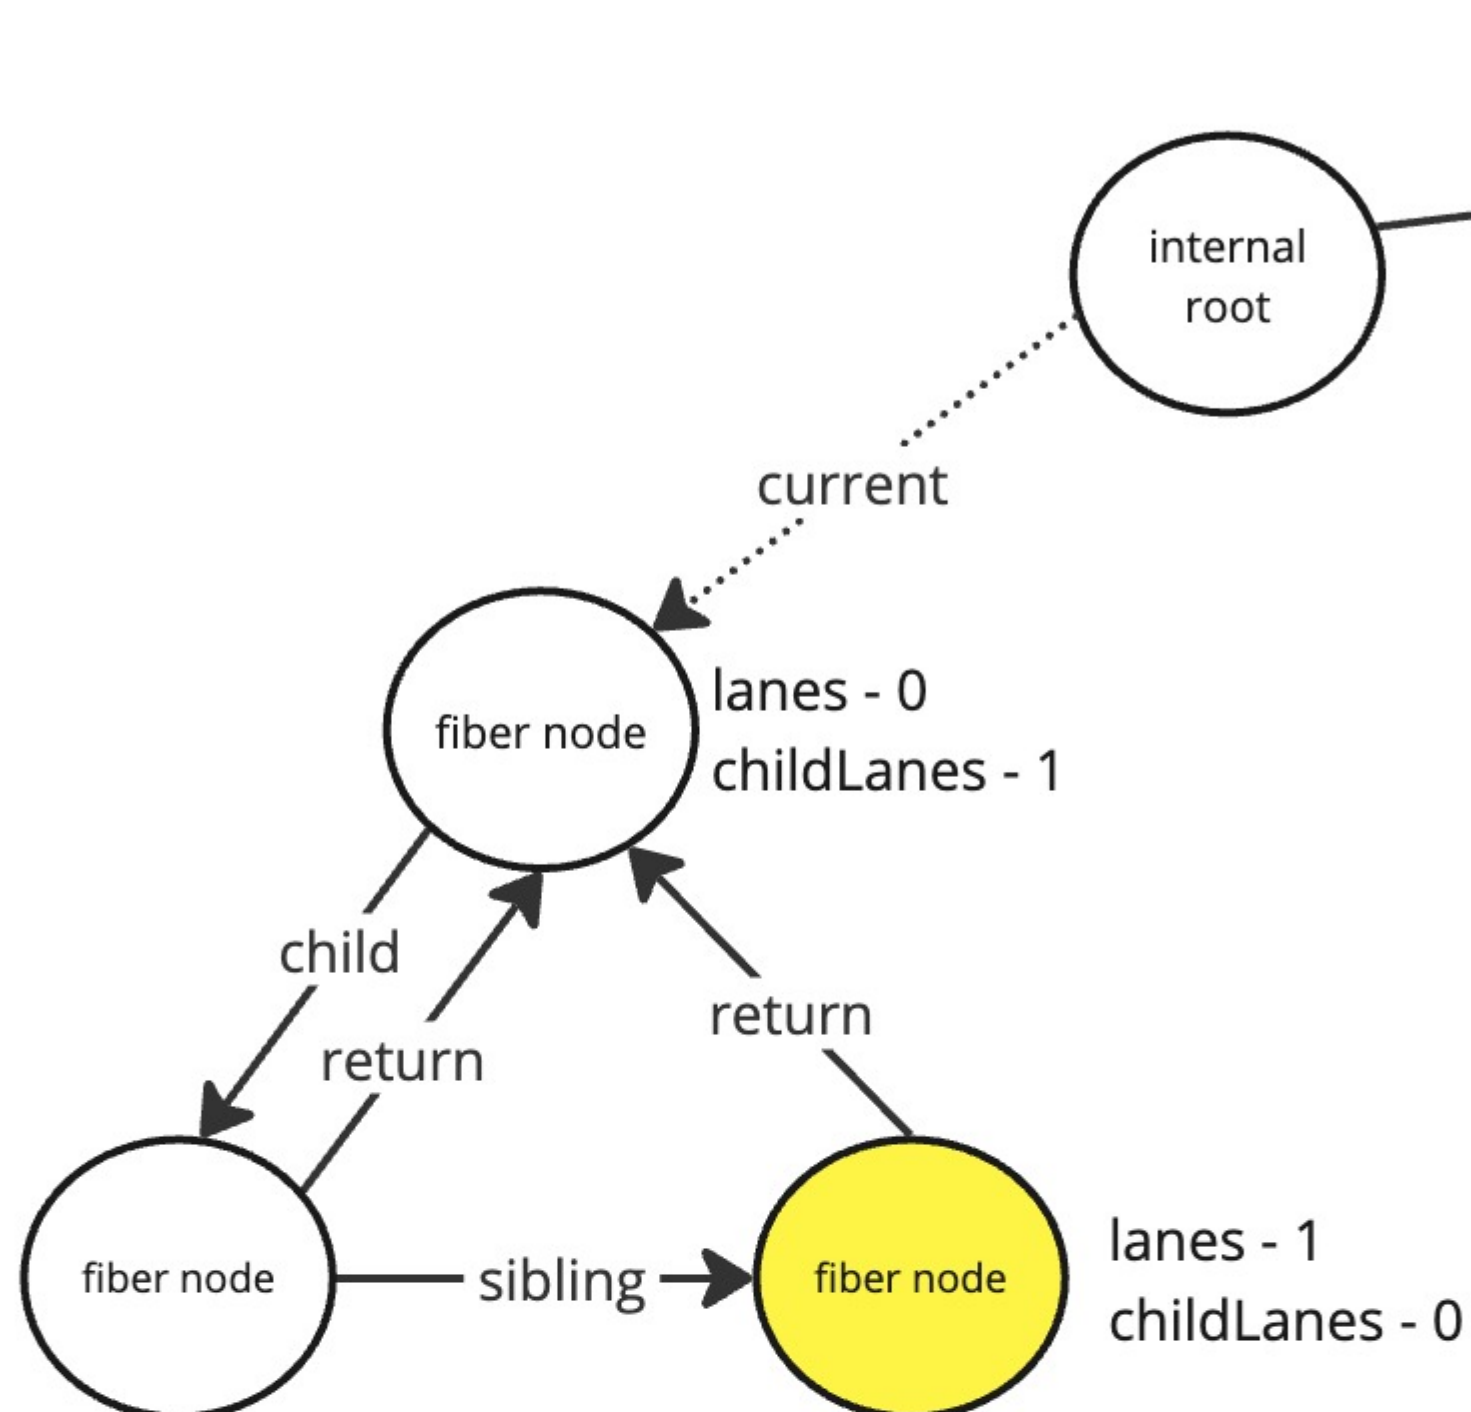 internal
root
current
fiber node
lanes - 0
childLanes - 1
child
return
return
fiber node
sibling
fiber node
lanes - 1
childLanes - 0